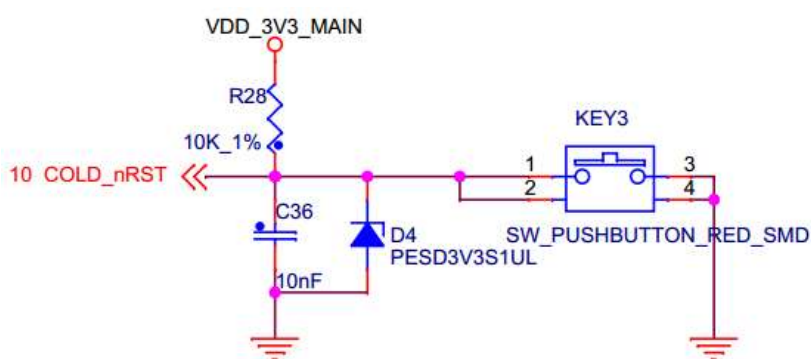 VDD_3V3_MAIN
R28
10K_1%
10 COLD_nRST
C36
10nF
D4
PESD3V3S1UL
KEY3
1
2
3
4
SW_PUSHBUTTON_RED_SMD